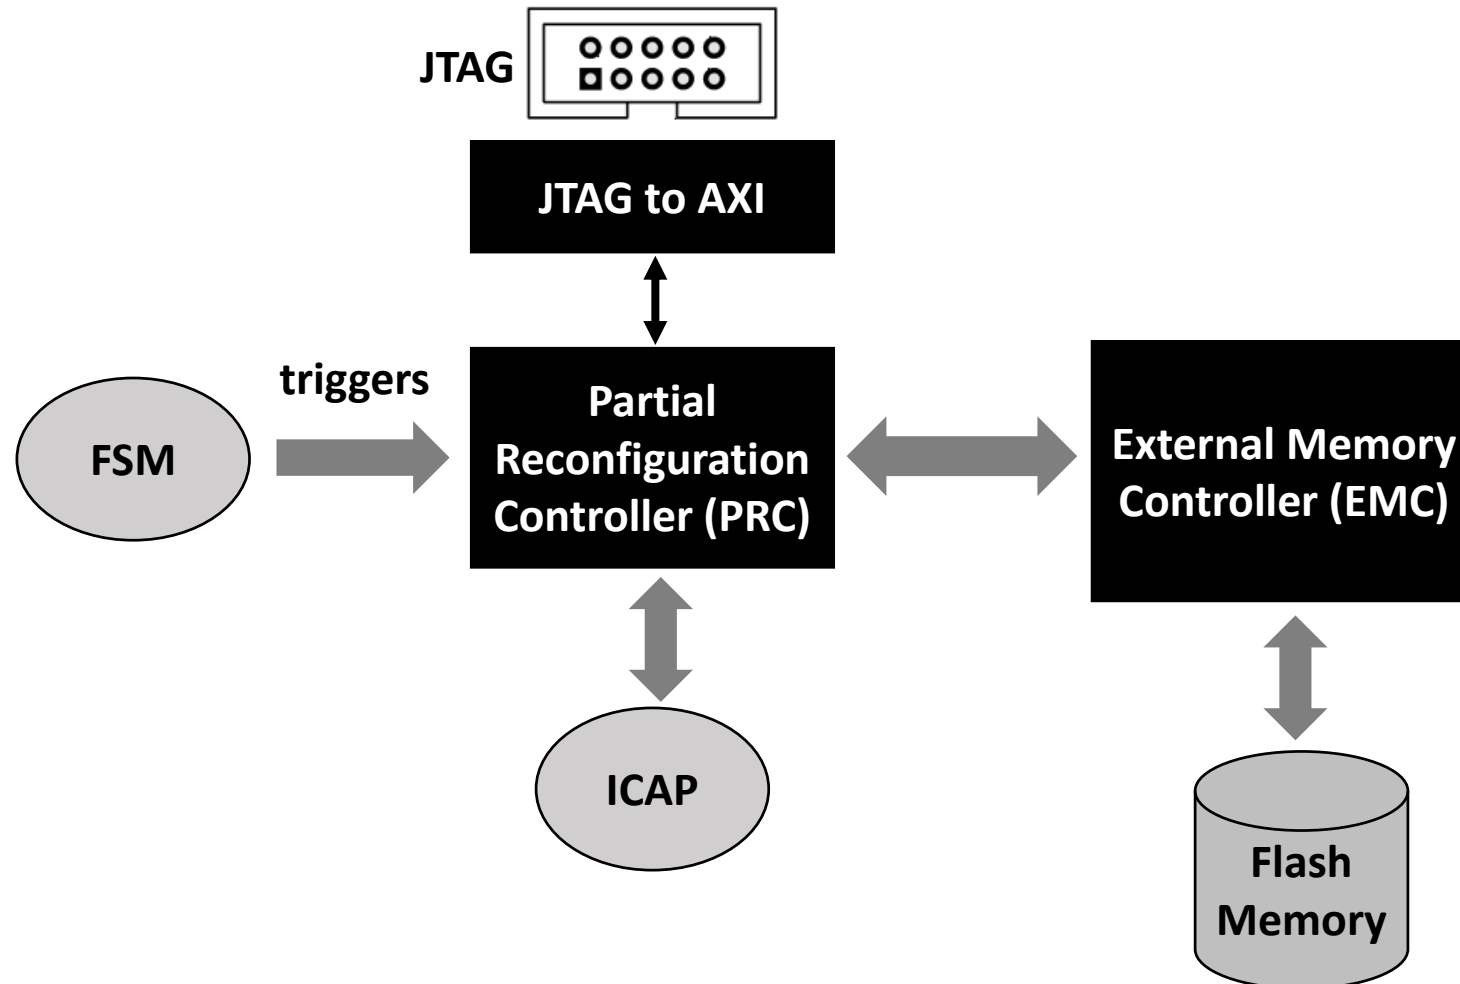 JTAG
JTAG to AXI
triggers
FSM
Partial
Reconfiguration
Controller (PRC)
External Memory
Controller (EMC)
ICAP
Flash
Memory